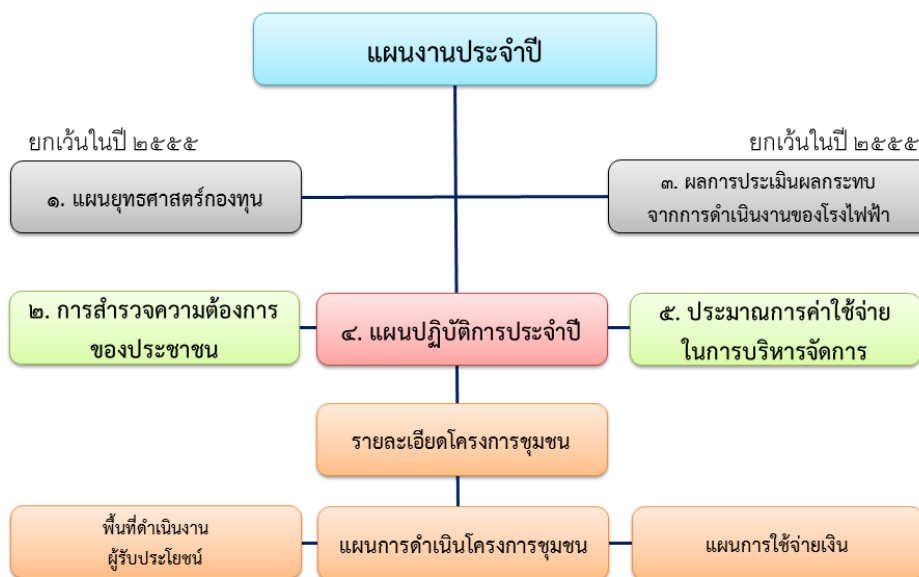 แผนงานประจำปี
ยกเว้นในปี ๒๕๕๕
ยกเว้นในปี ๒๕๕๕
๑. แผนยุทธศาสตร์กองทุน
๓. ผลการประเมินผลกระทบ
จากการดำเนินงานของโรงไฟฟ้า
๒. การสำรวจความต้องการ
ของประชาชน
๔. แผนปฏิบัติการประจำปี
๕. ประมาณการค่าใช้จ่าย
ในการบริหารจัดการ
รายละเอียดโครงการชุมชน
พื้นที่ดำเนินงาน
ผู้รับประโยชน์
แผนการดำเนินโครงการชุมชน
แผนการใช้จ่ายเงิน